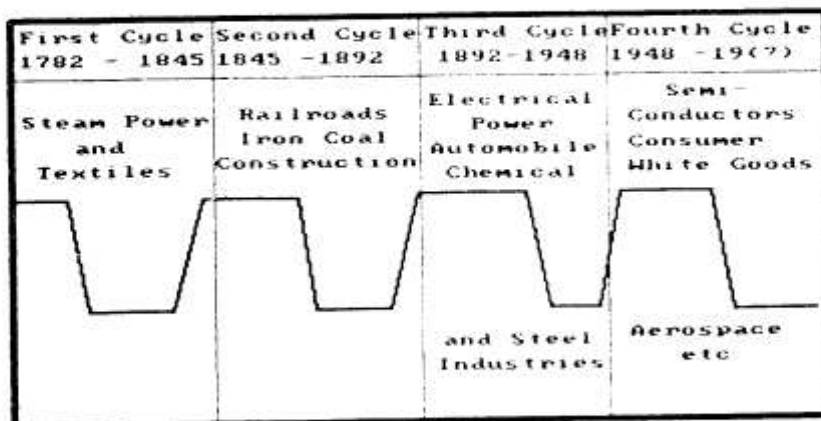 First Cycle
1782 - 1845
Steam Power
and
Textiles
Second Cycle
1845 -1892
Railroads
Iron Coal
Construction
Third Cycle
1892-1948
Electrical
Power
Automobile
Chemical
and Steel
Industries
Fourth Cycle
1948 -19(?)
Semi-
Conductors
Consumer
White Goods
Aerospace
etc